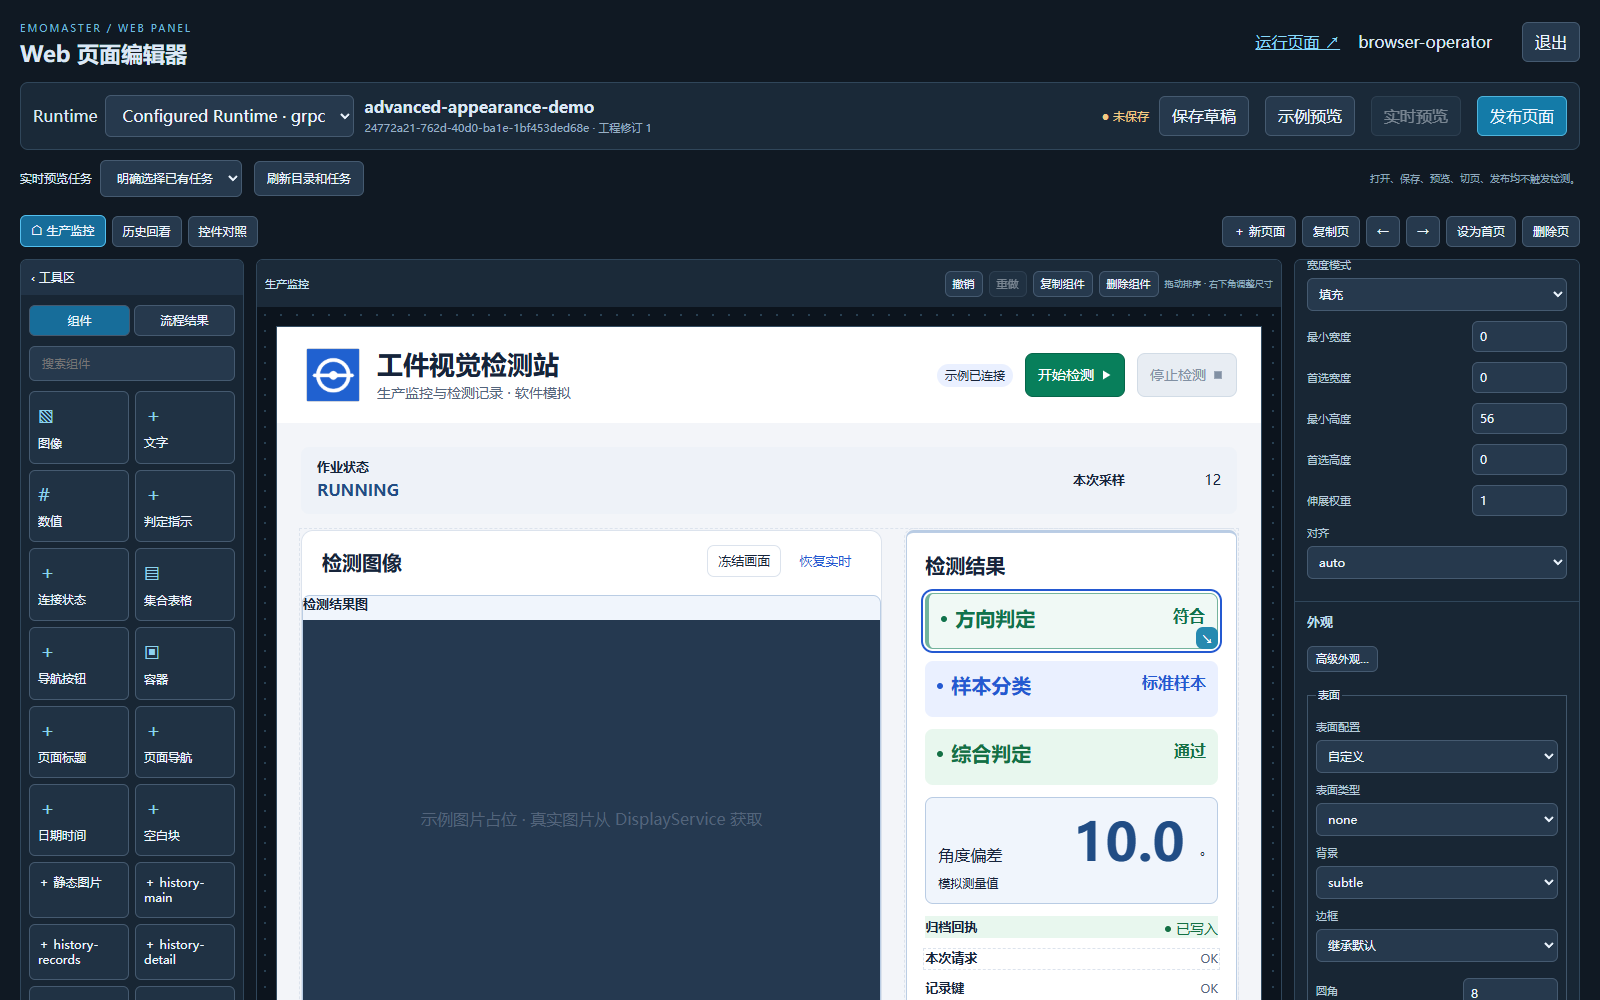 EMOMASTER / WEB PANEL
Web 页面编辑器
运行页面 ↗ browser-operator 退出
Runtime Configured Runtime · grpc
advanced-appearance-demo
24772a21-762d-40d0-ba1e-1bf453ded68e · 工程修订 1
● 未保存 保存草稿 示例预览 实时预览 发布页面
实时预览任务 明确选择已有任务 刷新目录和任务
打开、保存、预览、切页、发布均不触发检测。
生产监控 历史回看 控件对照
+ 新页面 复制页 ← → 设为首页 删除页
‹ 工具区
组件 流程结果
搜索组件
图像
+ 文字
# 数值
+ 判定指示
+ 连接状态
集合表格
+ 导航按钮
容器
+ 页面标题
+ 页面导航
+ 日期时间
+ 空白块
+ 静态图片
+ history-main
+ history-records
+ history-detail
生产监控
撤销 重做 复制组件 删除组件 拖动排序 · 右下角调整尺寸
工件视觉检测站
生产监控与检测记录 · 软件模拟
示例已连接 开始检测 ▶ 停止检测 ■
作业状态
RUNNING
本次采样 12
检测图像
冻结画面 恢复实时
检测结果图
示例图片占位 · 真实图片从 DisplayService 获取
检测结果
• 方向判定 符合
• 样本分类 标准样本
• 综合判定 通过
角度偏差 10.0 °
模拟测量值
归档回执 ● 已写入
本次请求 OK
记录键 OK
宽度模式
填充
最小宽度 0
首选宽度 0
最小高度 56
首选高度 0
伸展权重 1
对齐
auto
外观
高级外观...
表面
表面配置
自定义
表面类型
none
背景
subtle
边框
继承默认
圆角 8